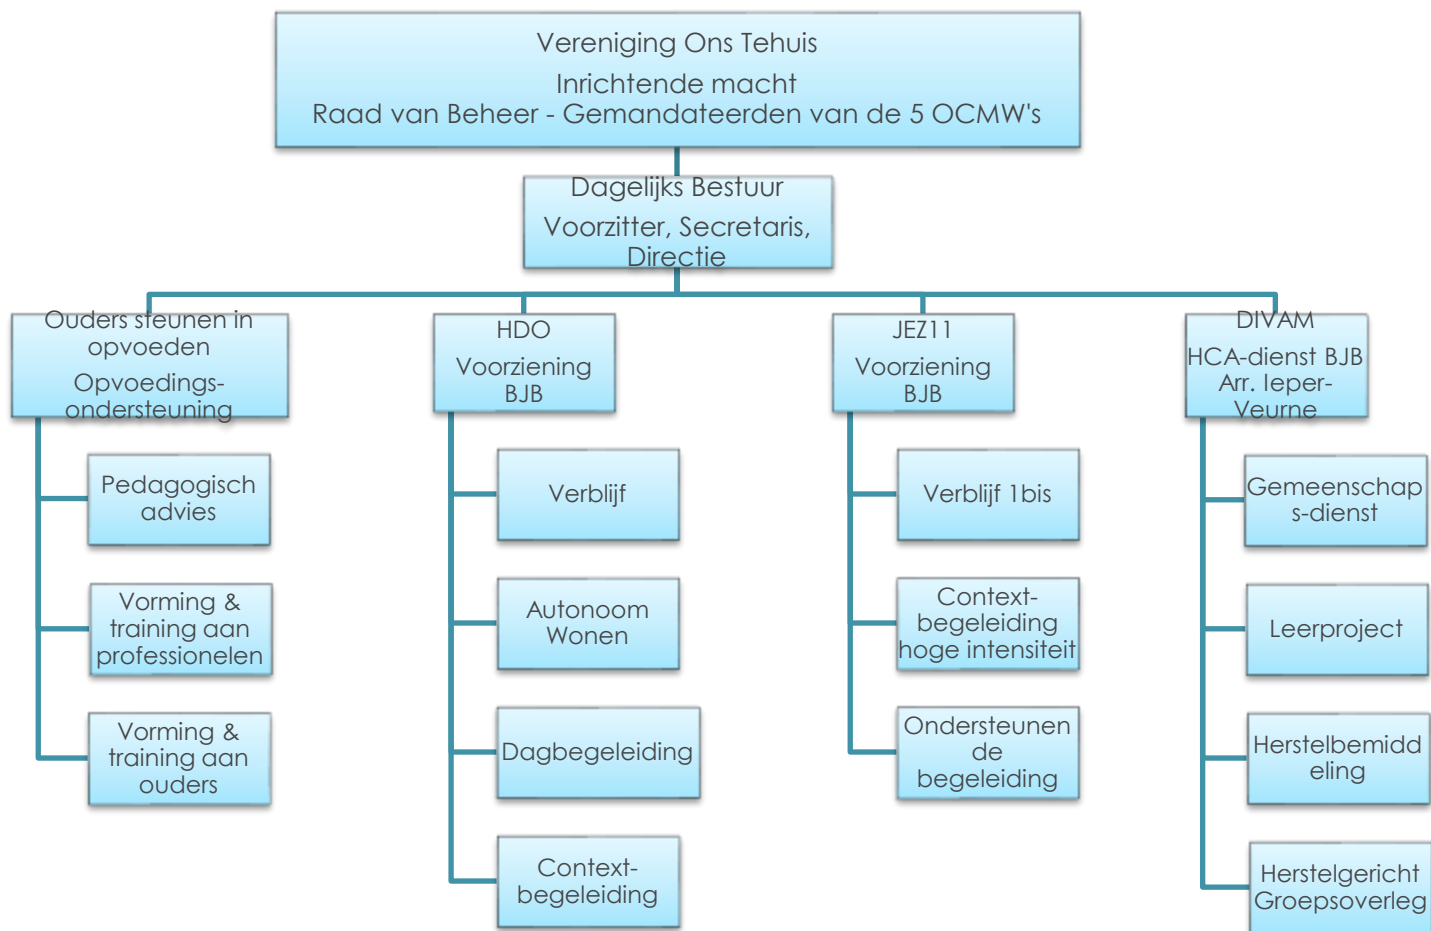 Vereniging Ons Tehuis
Inrichtende macht
Raad van Beheer - Gemandateerden van de 5 OCMW's
Dagelijks Bestuur
Voorzitter, Secretaris,
Directie
Ouders steunen in
opvoeden
Opvoedings-
ondersteuning
Pedagogisch
advies
Vorming &
training aan
professionelen
Vorming &
training aan
ouders
HDO
Voorziening
BJB
Verblijf
Autonoom
Wonen
Dagbegeleiding
Context-
begeleiding
JEZ11
Voorziening
BJB
Verblijf 1bis
Context-
begeleiding
hoge intensiteit
Ondersteunen
de
begeleiding
DIVAM
HCA-dienst BJB
Arr. Ieper-
Veurne
Gemeenschap
s-dienst
Leerproject
Herstelbemidd
eling
Herstelgericht
Groepsoverleg